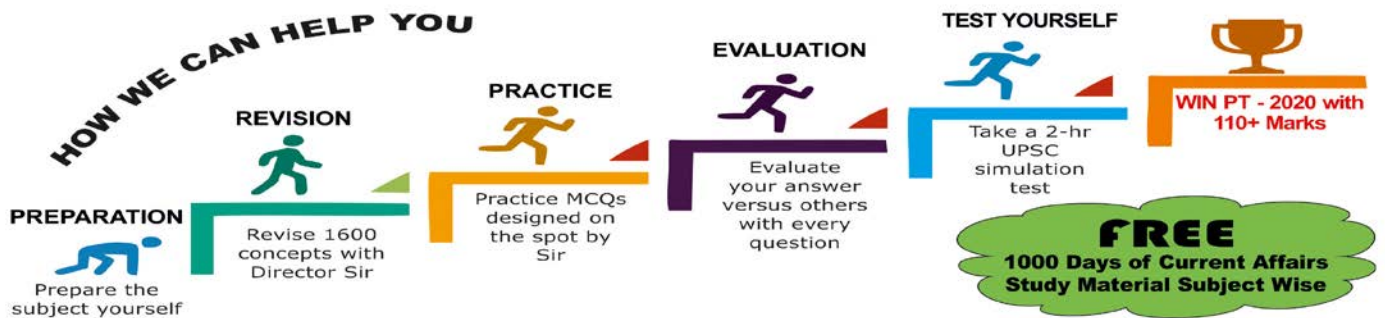 HOW WE CAN HELP YOU
PREPARATION
Prepare the
subject yourself
REVISION
Revise 1600
concepts with
Director Sir
PRACTICE
Practice MCQs
designed on
the spot by
Sir
EVALUATION
Evaluate
your answer
versus others
with every
question
TEST YOURSELF
Take a 2-hr
UPSC
simulation
test
WIN PT - 2020 with
110+ Marks
FREE
1000 Days of Current Affairs
Study Material Subject Wise